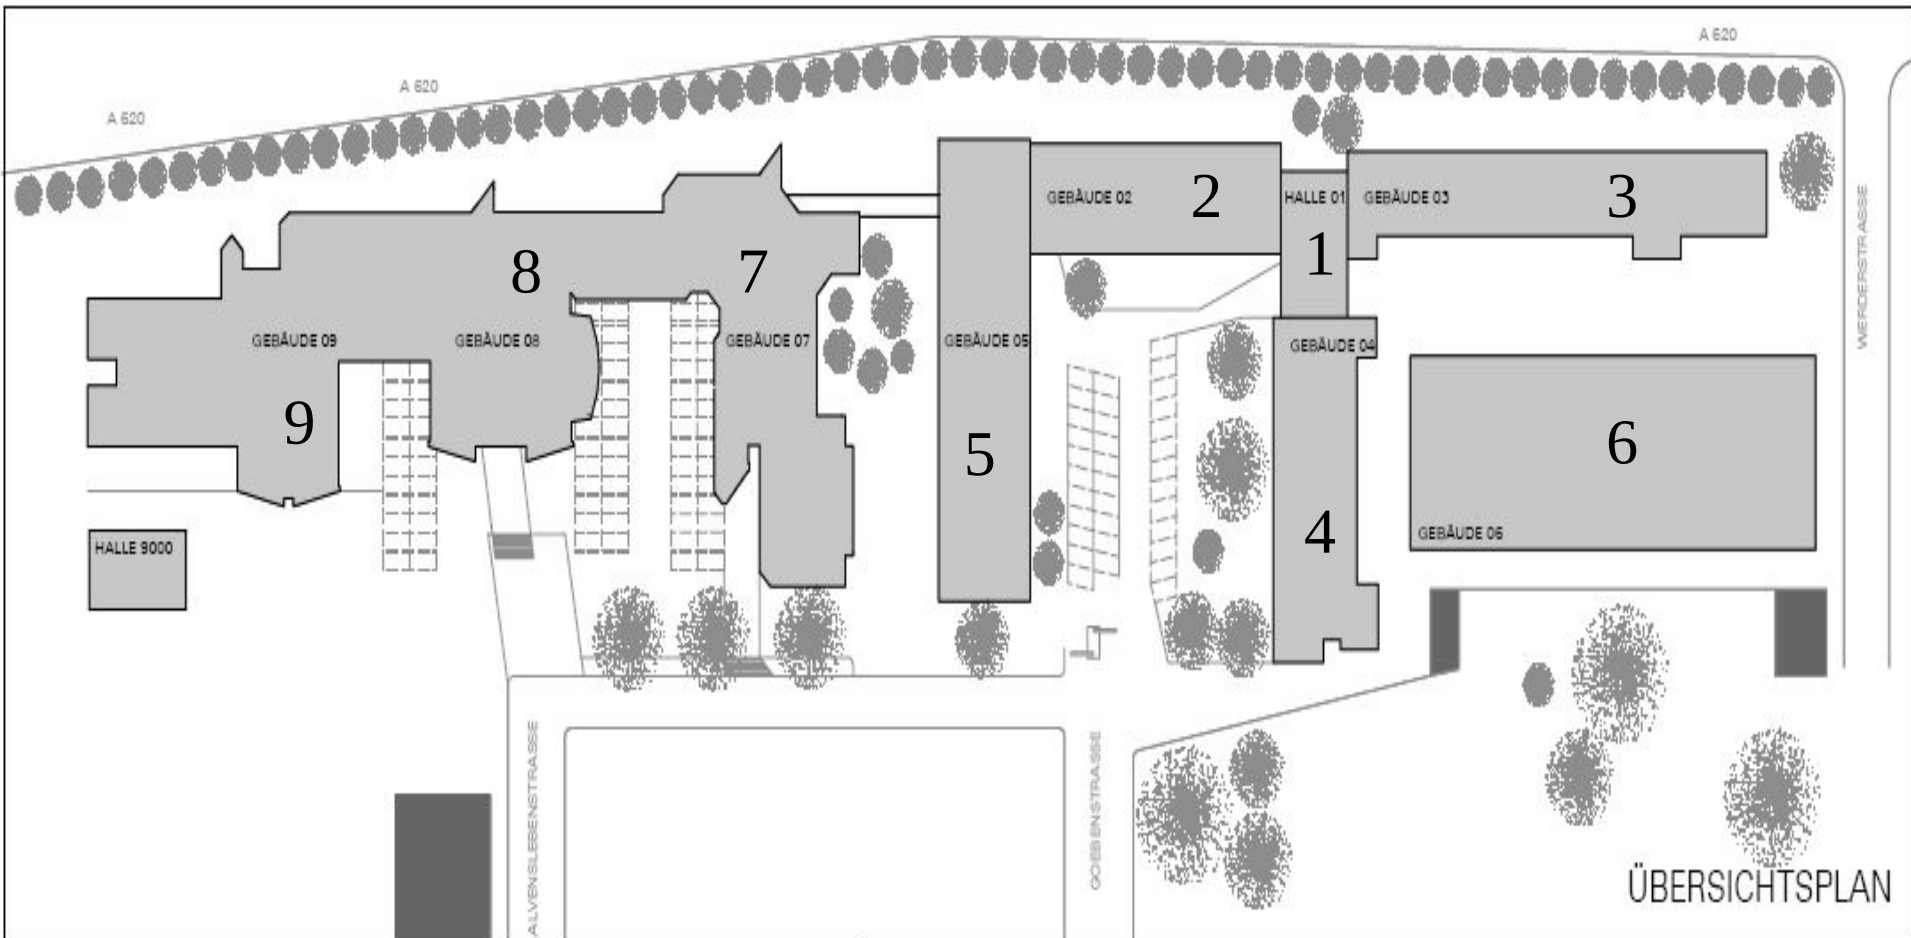 A 620
A 620
A 620
GEBÄUDE 02
2
HALLE 01
GEBÄUDE 03
3
1
8
7
WERDERSTRASSE
GEBÄUDE 09
GEBÄUDE 08
GEBÄUDE 07
GEBÄUDE 05
GEBÄUDE 04
9
5
6
4
GEBÄUDE 06
HALLE 9000
ALVENSLEBENSTRASSE
GOEBENSTRASSE
ÜBERSICHTSPLAN